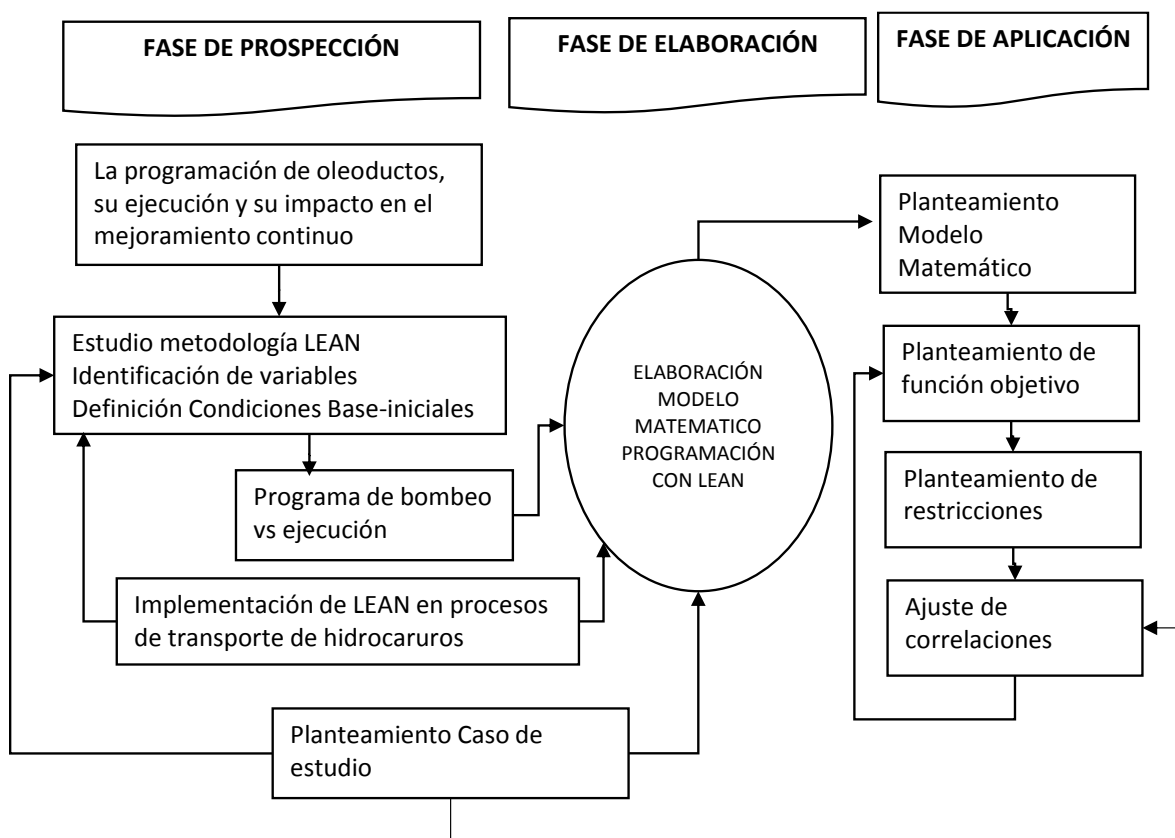 FASE DE PROSPECCIÓN
FASE DE ELABORACIÓN
FASE DE APLICACIÓN
La programación de oleoductos,
su ejecución y su impacto en el
mejoramiento continuo
Estudio metodología LEAN
Identificación de variables
Definición Condiciones Base-iniciales
Programa de bombeo
vs ejecución
Implementación de LEAN en procesos
de transporte de hidrocaruros
Planteamiento Caso de
estudio
ELABORACIÓN
MODELO
MATEMATICO
PROGRAMACIÓN
CON LEAN
Planteamiento
Modelo
Matemático
Planteamiento de
función objetivo
Planteamiento de
restricciones
Ajuste de
correlaciones